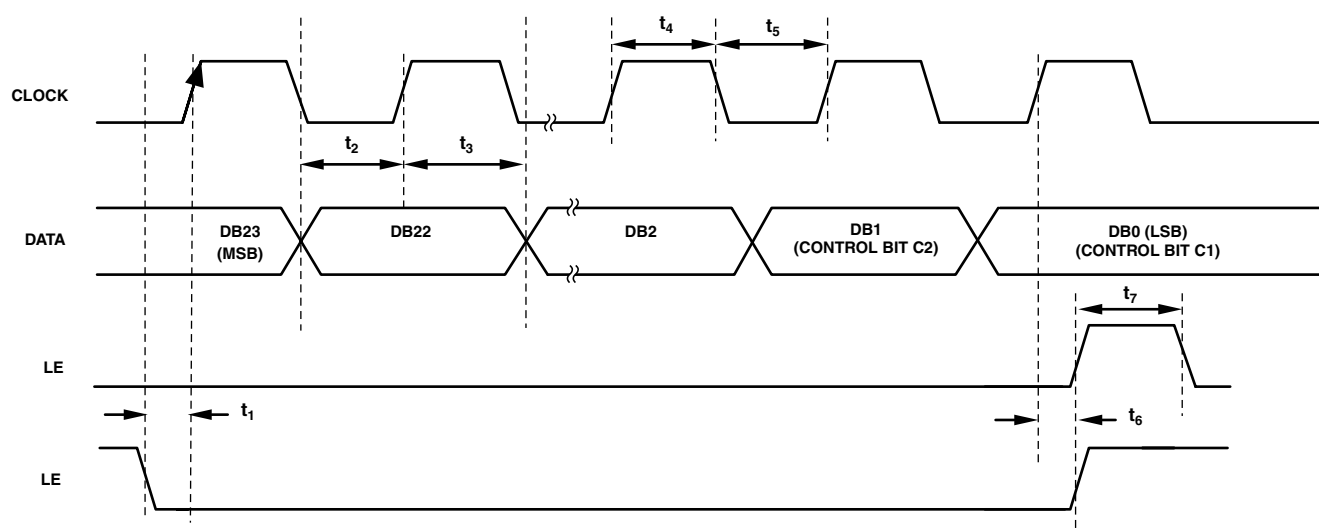 t4
t5
CLOCK
t2
t3
DATA
DB23
(MSB)
DB22
DB2
DB1
(CONTROL BIT C2)
DB0 (LSB)
(CONTROL BIT C1)
t7
LE
t1
t6
LE